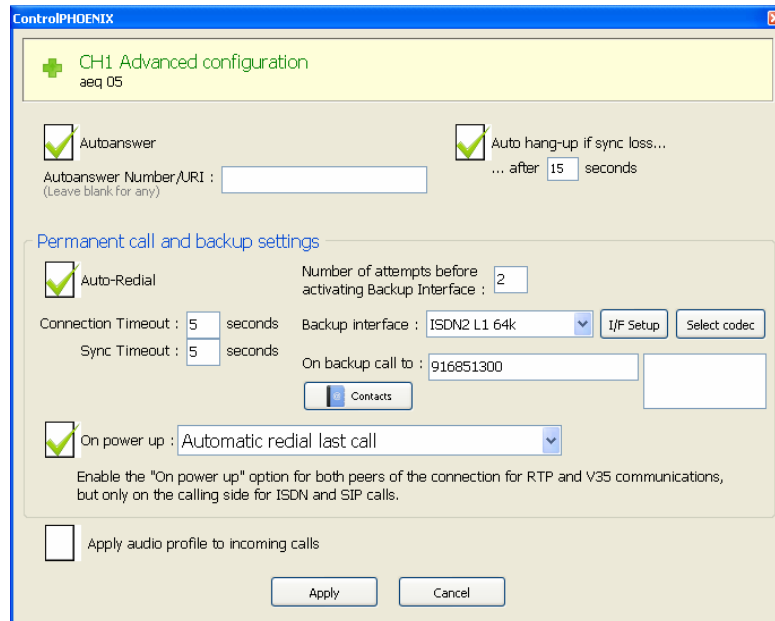 ControlPHOENIX
CH1 Advanced configuration
aeq 05
Autoanswer
Autoanswer Number/URI :
(Leave blank for any)
Auto hang-up if sync loss...
... after 15 seconds
Permanent call and backup settings
Auto-Redial
Number of attempts before
activating Backup Interface : 2
Connection Timeout : 5 seconds
Sync Timeout : 5 seconds
Backup interface : ISDN2 L1 64k I/F Setup Select codec
On backup call to : 916851300
Contacts
On power up : Automatic redial last call
Enable the "On power up" option for both peers of the connection for RTP and V35 communications,
but only on the calling side for ISDN and SIP calls.
Apply audio profile to incoming calls
Apply Cancel